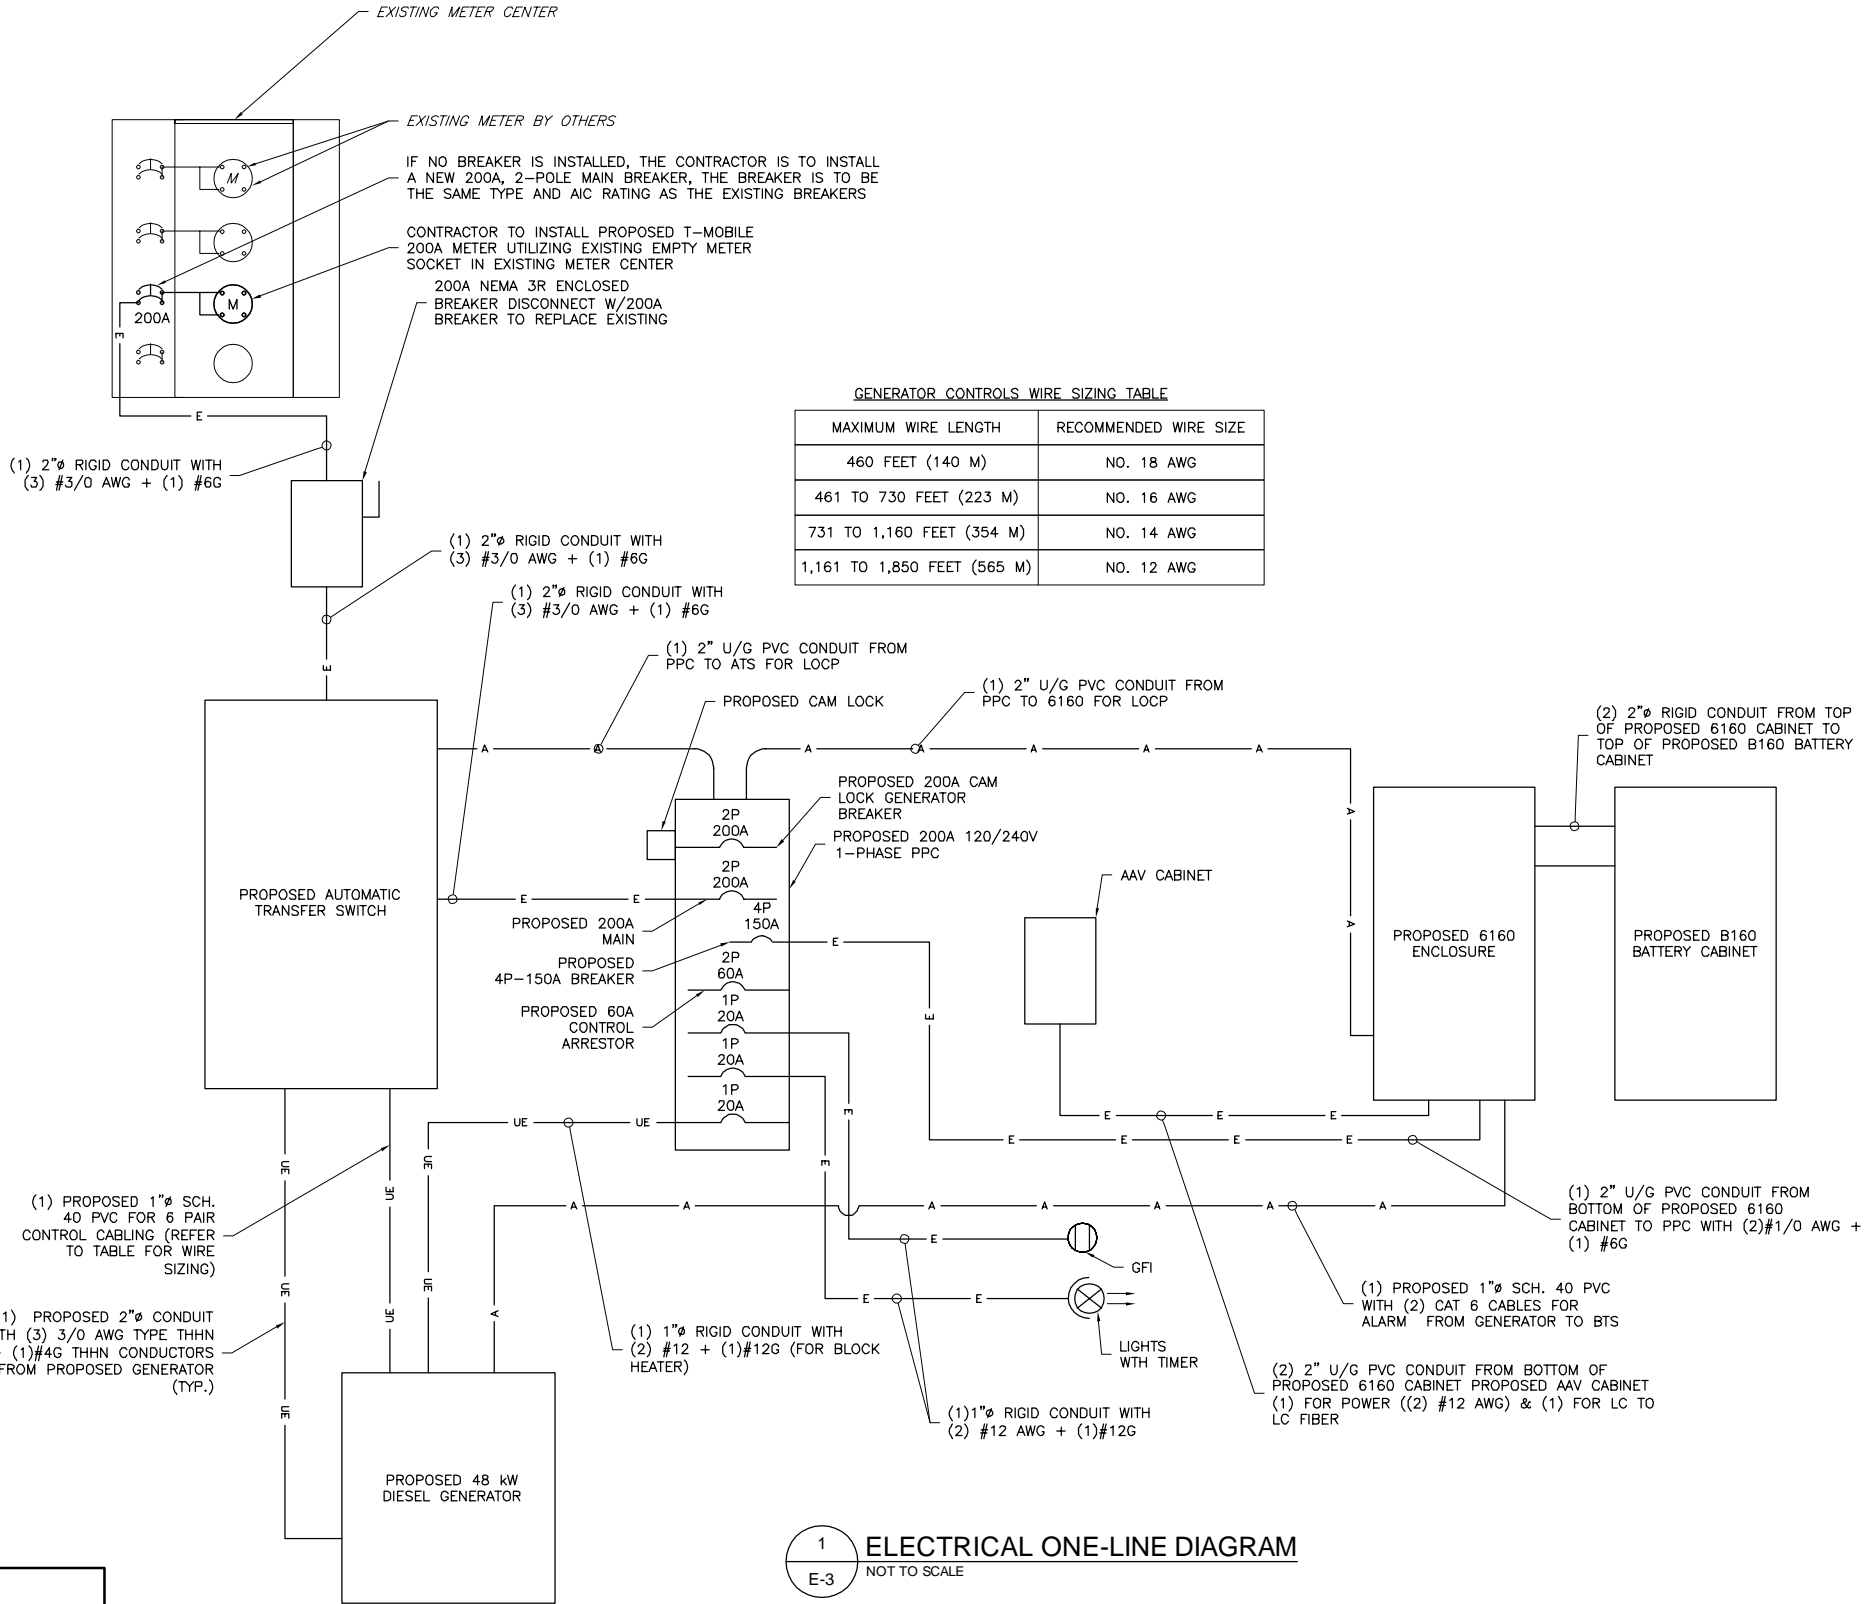 EXISTING METER CENTER
EXISTING METER BY OTHERS
IF NO BREAKER IS INSTALLED, THE CONTRACTOR IS TO INSTALL
A NEW 200A, 2-POLE MAIN BREAKER, THE BREAKER IS TO BE
THE SAME TYPE AND AIC RATING AS THE EXISTING BREAKERS
CONTRACTOR TO INSTALL PROPOSED T-MOBILE
200A METER UTILIZING EXISTING EMPTY METER
SOCKET IN EXISTING METER CENTER
200A NEMA 3R ENCLOSED
BREAKER DISCONNECT W/200A
BREAKER TO REPLACE EXISTING
M
M
200A
E
E
(1) 2"ø RIGID CONDUIT WITH
(3) #3/0 AWG + (1) #6G
GENERATOR CONTROLS WIRE SIZING TABLE
MAXIMUM WIRE LENGTH RECOMMENDED WIRE SIZE
460 FEET (140 M) NO. 18 AWG
461 TO 730 FEET (223 M) NO. 16 AWG
731 TO 1,160 FEET (354 M) NO. 14 AWG
1,161 TO 1,850 FEET (565 M) NO. 12 AWG
(1) 2"ø RIGID CONDUIT WITH
(3) #3/0 AWG + (1) #6G
(1) 2"ø RIGID CONDUIT WITH
(3) #3/0 AWG + (1) #6G
E
(1) 2" U/G PVC CONDUIT FROM
PPC TO ATS FOR LOCP
PROPOSED CAM LOCK
(1) 2" U/G PVC CONDUIT FROM
PPC TO 6160 FOR LOCP
(2) 2"ø RIGID CONDUIT FROM TOP
OF PROPOSED 6160 CABINET TO
TOP OF PROPOSED B160 BATTERY
CABINET
A A A A A A A
A
A
PROPOSED 200A CAM
LOCK GENERATOR
BREAKER
PROPOSED 200A 120/240V
1-PHASE PPC
2P
200A
2P
200A
4P
150A
2P
60A
1P
20A
1P
20A
1P
20A
PROPOSED AUTOMATIC
TRANSFER SWITCH
E E
PROPOSED 200A
MAIN
PROPOSED
4P-150A BREAKER
PROPOSED 60A
CONTROL
ARRESTOR
E
E
AAV CABINET
PROPOSED 6160
ENCLOSURE
PROPOSED B160
BATTERY CABINET
E E E
E E E E
E
E
UE UE
UE UE UE
UE UE UE
UE
A
A A A A A A A
(1) PROPOSED 1"ø SCH.
40 PVC FOR 6 PAIR
CONTROL CABLING (REFER
TO TABLE FOR WIRE
SIZING)
1) PROPOSED 2"ø CONDUIT
TH (3) 3/0 AWG TYPE THHN
(1)#4G THHN CONDUCTORS
FROM PROPOSED GENERATOR
(TYP.)
E
GFI
E E
LIGHTS
WTH TIMER
(1) 1"ø RIGID CONDUIT WITH
(2) #12 + (1)#12G (FOR BLOCK
HEATER)
(1)1"ø RIGID CONDUIT WITH
(2) #12 AWG + (1)#12G
(1) 2" U/G PVC CONDUIT FROM
BOTTOM OF PROPOSED 6160
CABINET TO PPC WITH (2)#1/0 AWG +
(1) #6G
(1) PROPOSED 1"ø SCH. 40 PVC
WITH (2) CAT 6 CABLES FOR
ALARM FROM GENERATOR TO BTS
(2) 2" U/G PVC CONDUIT FROM BOTTOM OF
PROPOSED 6160 CABINET PROPOSED AAV CABINET
(1) FOR POWER ((2) #12 AWG) & (1) FOR LC TO
LC FIBER
PROPOSED 48 kW
DIESEL GENERATOR
1
E-3
ELECTRICAL ONE-LINE DIAGRAM
NOT TO SCALE